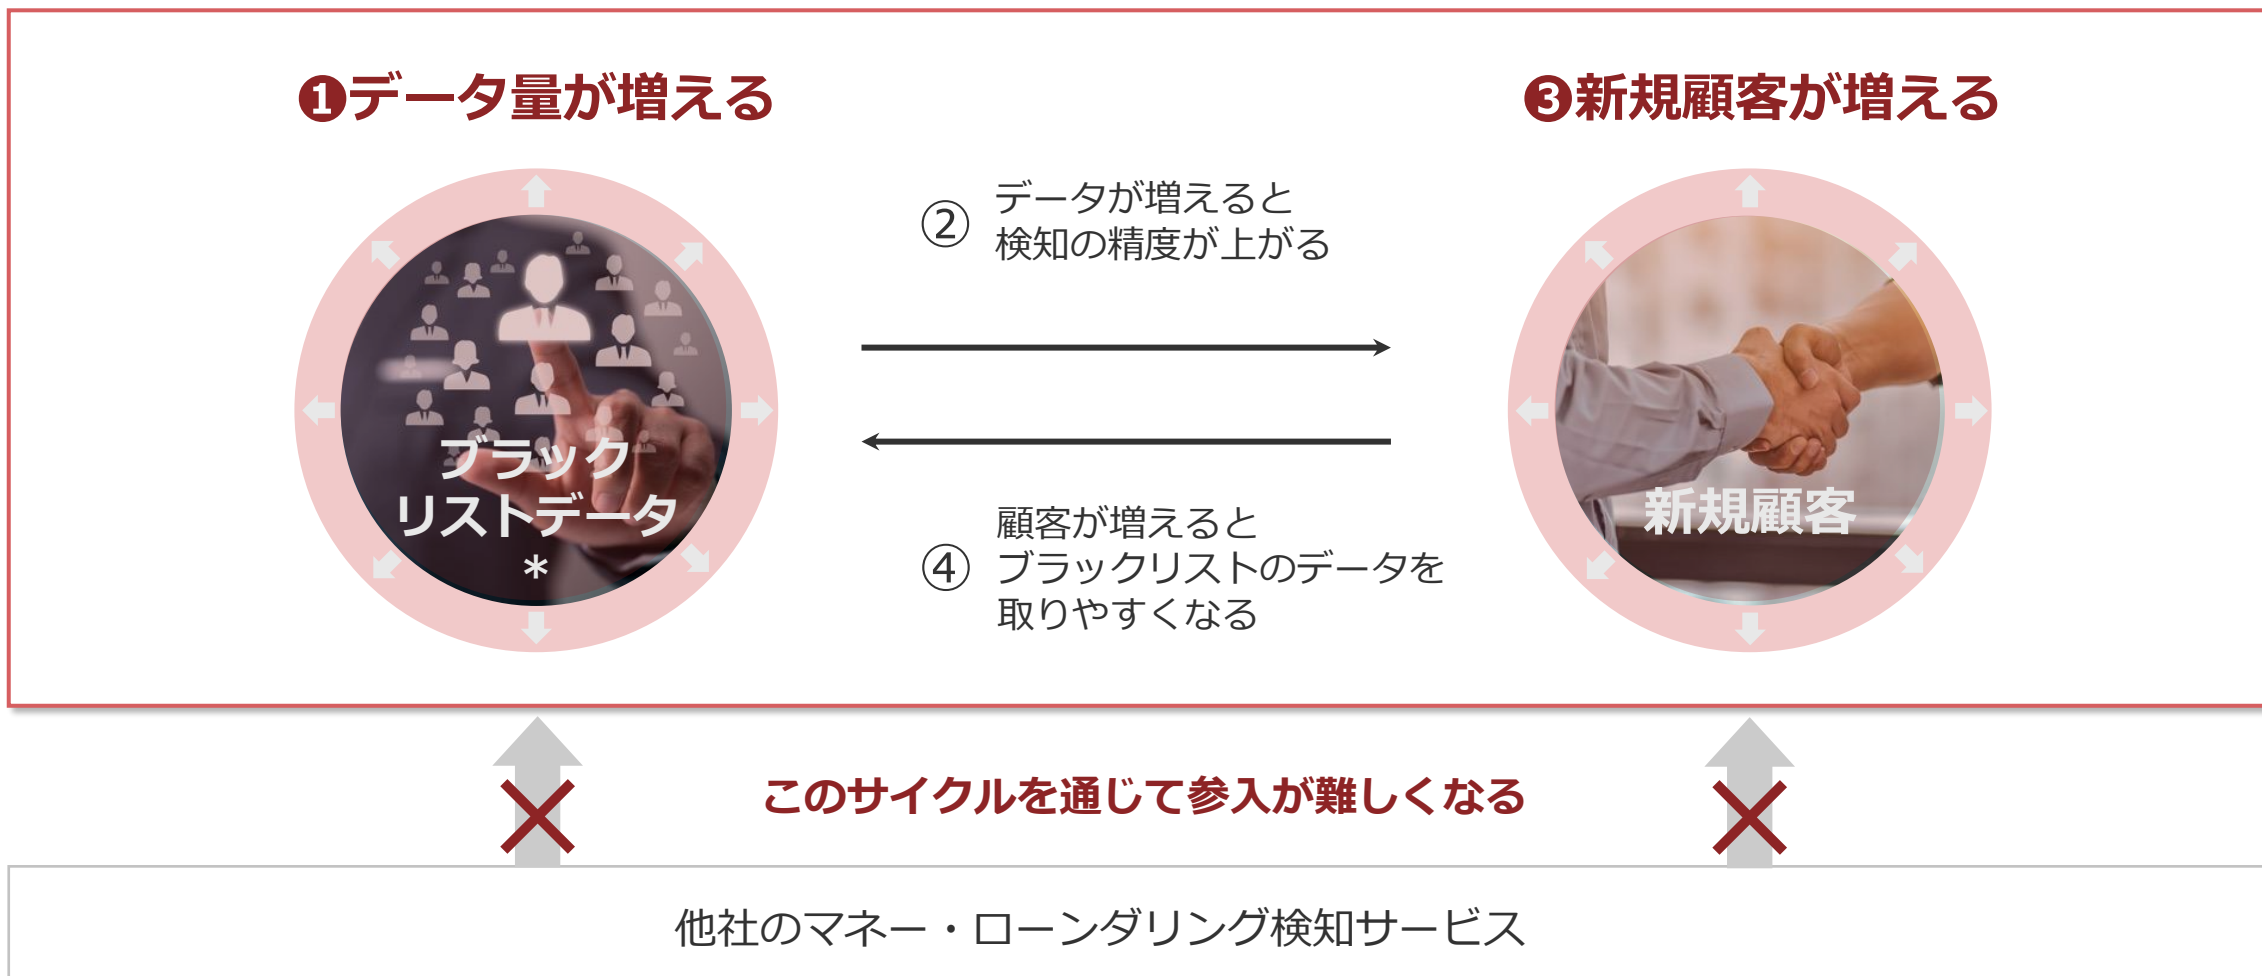 ❶データ量が増える
❸新規顧客が増える
② データが増えると
検知の精度が上がる
ブラック
リストデータ
*
新規顧客
④ 顧客が増えると
ブラックリストのデータを
取りやすくなる
このサイクルを通じて参入が難しくなる
他社のマネー・ローンダリング検知サービス